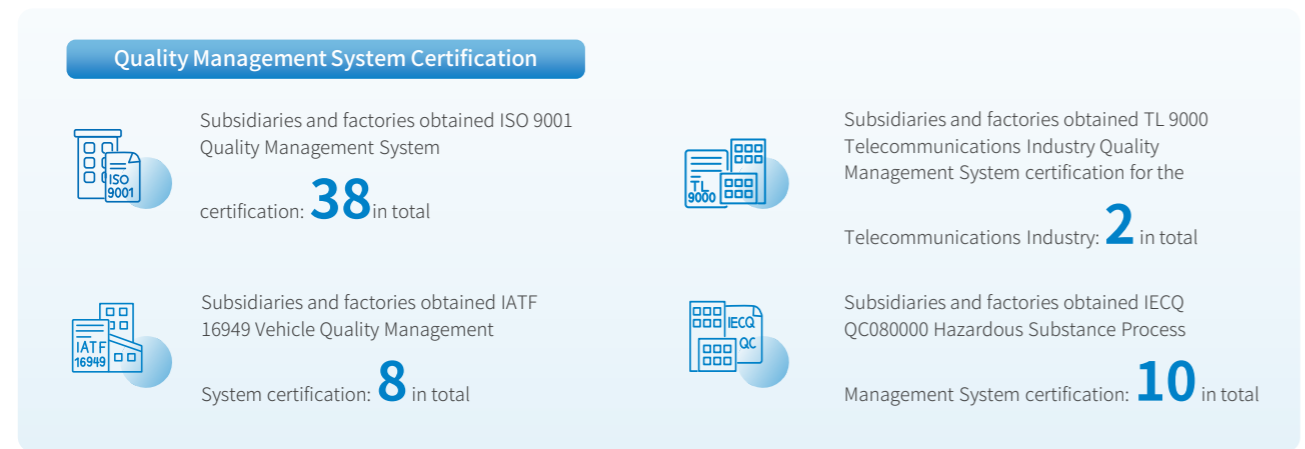 Quality Management System Certification
ISO
9001
Subsidiaries and factories obtained ISO 9001
Quality Management System
certification: 38 in total
TL
9000
Subsidiaries and factories obtained TL 9000
Telecommunications Industry Quality
Management System certification for the
Telecommunications Industry: 2 in total
IATF
16949
Subsidiaries and factories obtained IATF
16949 Vehicle Quality Management
System certification: 8 in total
IECQ
QC
Subsidiaries and factories obtained IECQ
QC080000 Hazardous Substance Process
Management System certification: 10 in total